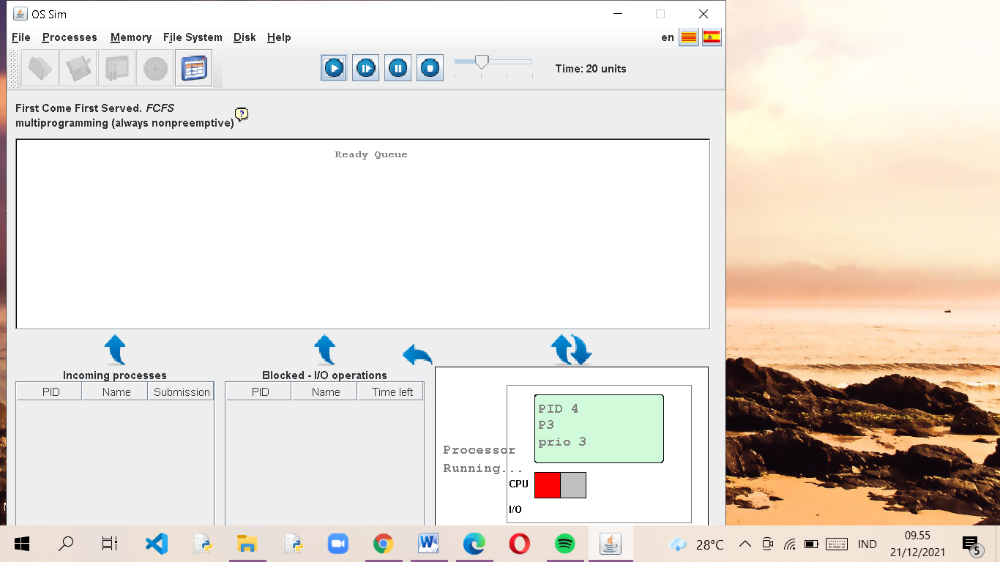 OS Sim
File Processes Memory File System Disk Help en
Time: 20 units
First Come First Served. FCFS
multiprogramming (always nonpreemptive)
?
Ready Queue
Incoming processes
PID Name Submission
Blocked - I/O operations
PID Name Time left
Processor
Running...
PID 4
P3
prio 3
CPU
I/O
28°C
IND
09.55
21/12/2021
5